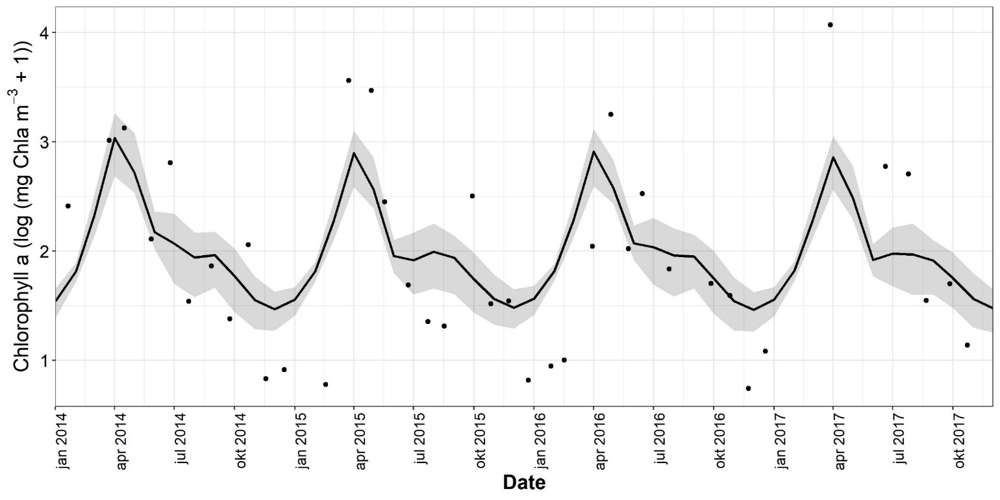 Chlorophyll a (log (mg Chla m⁻³ + 1))
4
3
2
1
jan 2014
apr 2014
jul 2014
okt 2014
jan 2015
apr 2015
jul 2015
okt 2015
jan 2016
apr 2016
jul 2016
okt 2016
jan 2017
apr 2017
jul 2017
okt 2017
Date